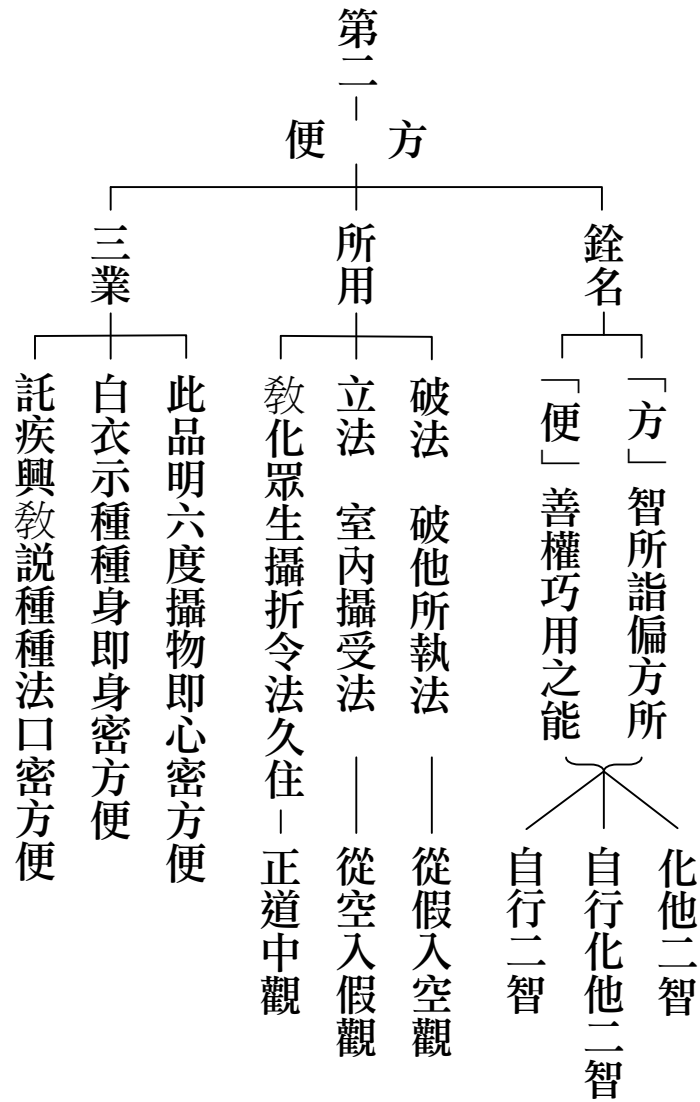 第二
方便
銓名
「方」智所詣偏方所
「便」善權巧用之能
化他二智
自行化他二智
自行二智
所用
破法 破他所執法
從假入空觀
立法 室內攝受法
從空入假觀
教化眾生攝折令法久住
正道中觀
三業
此品明六度攝物即心密方便
白衣示種種身即身密方便
託疾興教説種種法口密方便